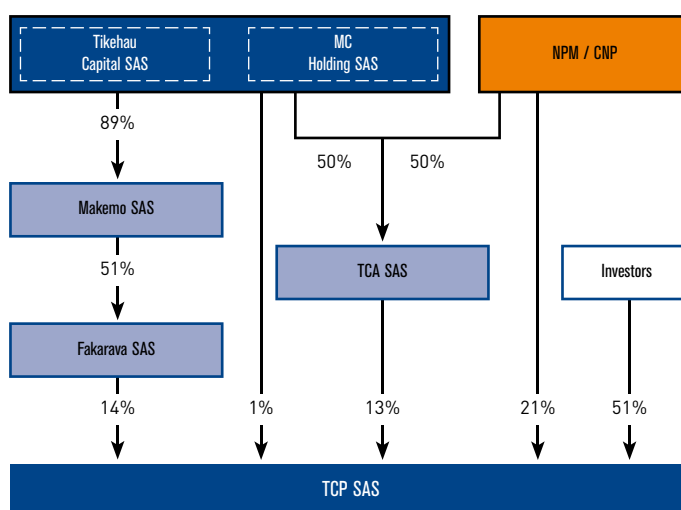 Tikehau
Capital SAS
MC
Holding SAS
NPM / CNP
89%
50%
50%
Makemo SAS
51%
TCA SAS
Investors
Fakarava SAS
14%
1%
13%
21%
51%
TCP SAS